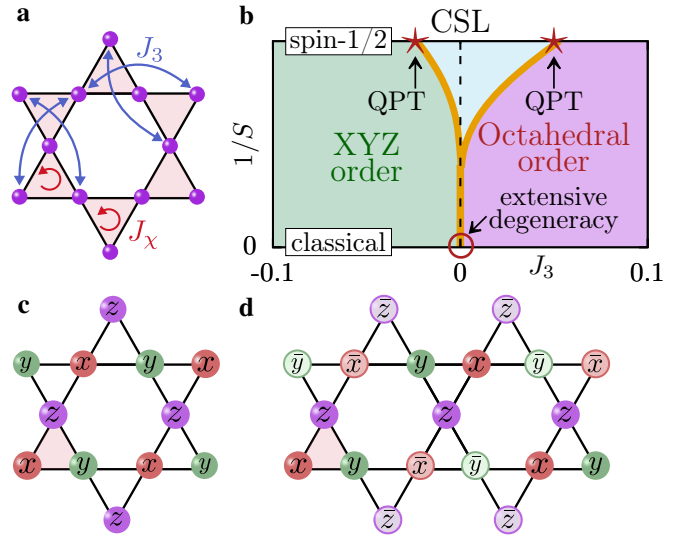 a
J₃
J_χ
b
CSL
spin-1/2
QPT
QPT
XYZ
order
Octahedral
order
extensive
degeneracy
1/S
0
classical
-0.1
0
J₃
0.1
c
z
y x y x
z z
x y x y
z
d
z̄ z̄
ȳ x̄ y x ȳ x̄
z z z
x y x̄ ȳ x y
z̄ z̄